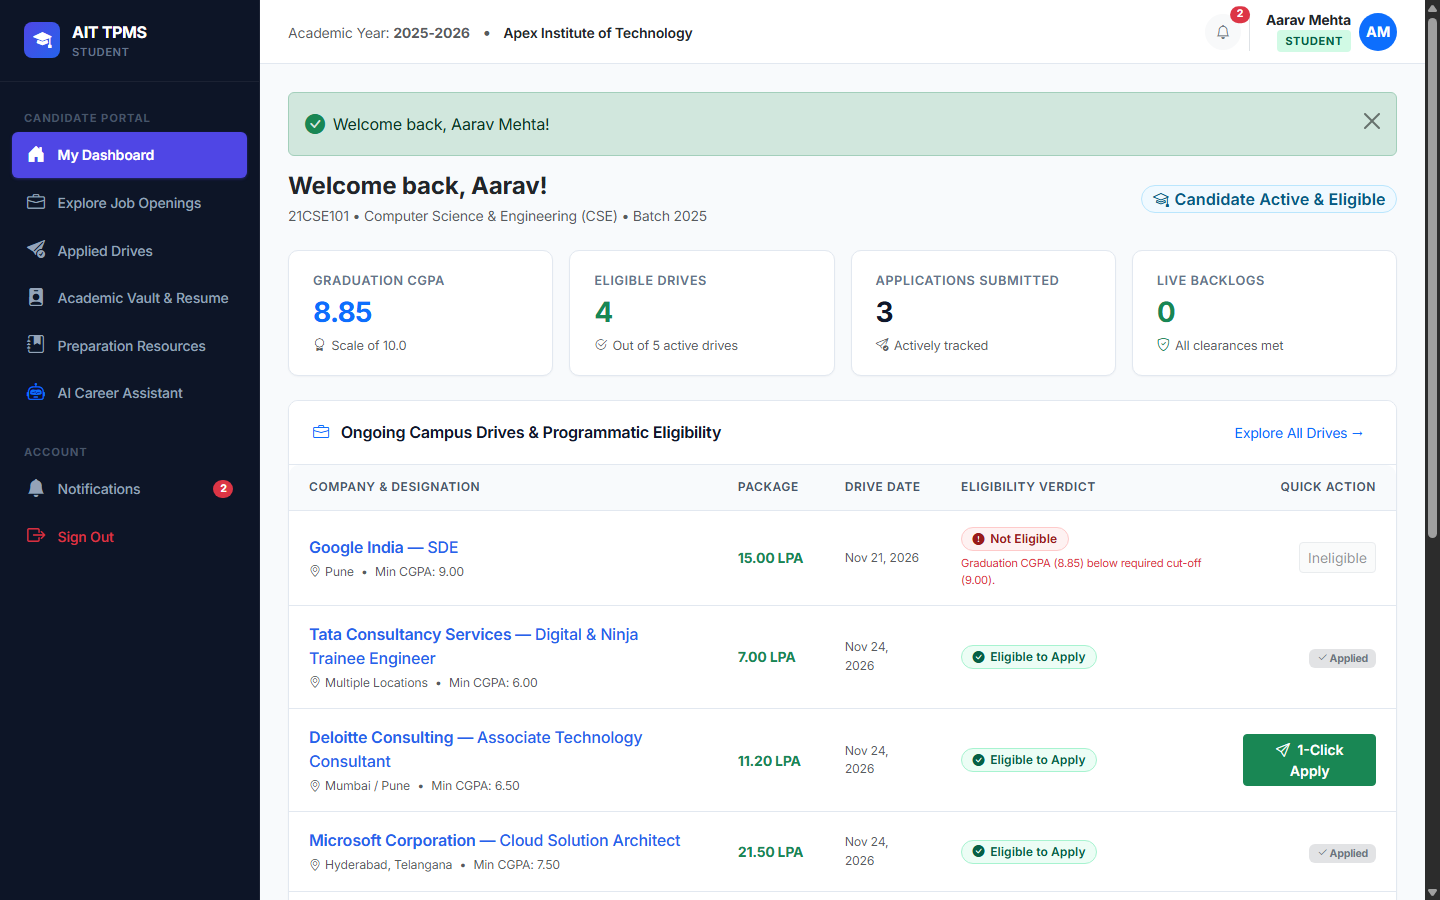 AIT TPMS
STUDENT
CANDIDATE PORTAL
My Dashboard
Explore Job Openings
Applied Drives
Academic Vault & Resume
Preparation Resources
AI Career Assistant
ACCOUNT
Notifications 2
Sign Out
Academic Year: 2025-2026 • Apex Institute of Technology
2
Aarav Mehta
STUDENT
AM
Welcome back, Aarav Mehta!
Welcome back, Aarav!
21CSE101 • Computer Science & Engineering (CSE) • Batch 2025
Candidate Active & Eligible
GRADUATION CGPA
8.85
Scale of 10.0
ELIGIBLE DRIVES
4
Out of 5 active drives
APPLICATIONS SUBMITTED
3
Actively tracked
LIVE BACKLOGS
0
All clearances met
Ongoing Campus Drives & Programmatic Eligibility
Explore All Drives →
COMPANY & DESIGNATION PACKAGE DRIVE DATE ELIGIBILITY VERDICT QUICK ACTION
Google India — SDE
Pune • Min CGPA: 9.00
15.00 LPA
Nov 21, 2026
Not Eligible
Graduation CGPA (8.85) below required cut-off
(9.00).
Ineligible
Tata Consultancy Services — Digital & Ninja
Trainee Engineer
Multiple Locations • Min CGPA: 6.00
7.00 LPA
Nov 24,
2026
Eligible to Apply
Applied
Deloitte Consulting — Associate Technology
Consultant
Mumbai / Pune • Min CGPA: 6.50
11.20 LPA
Nov 24,
2026
Eligible to Apply
1-Click
Apply
Microsoft Corporation — Cloud Solution Architect
Hyderabad, Telangana • Min CGPA: 7.50
21.50 LPA
Nov 24,
2026
Eligible to Apply
Applied